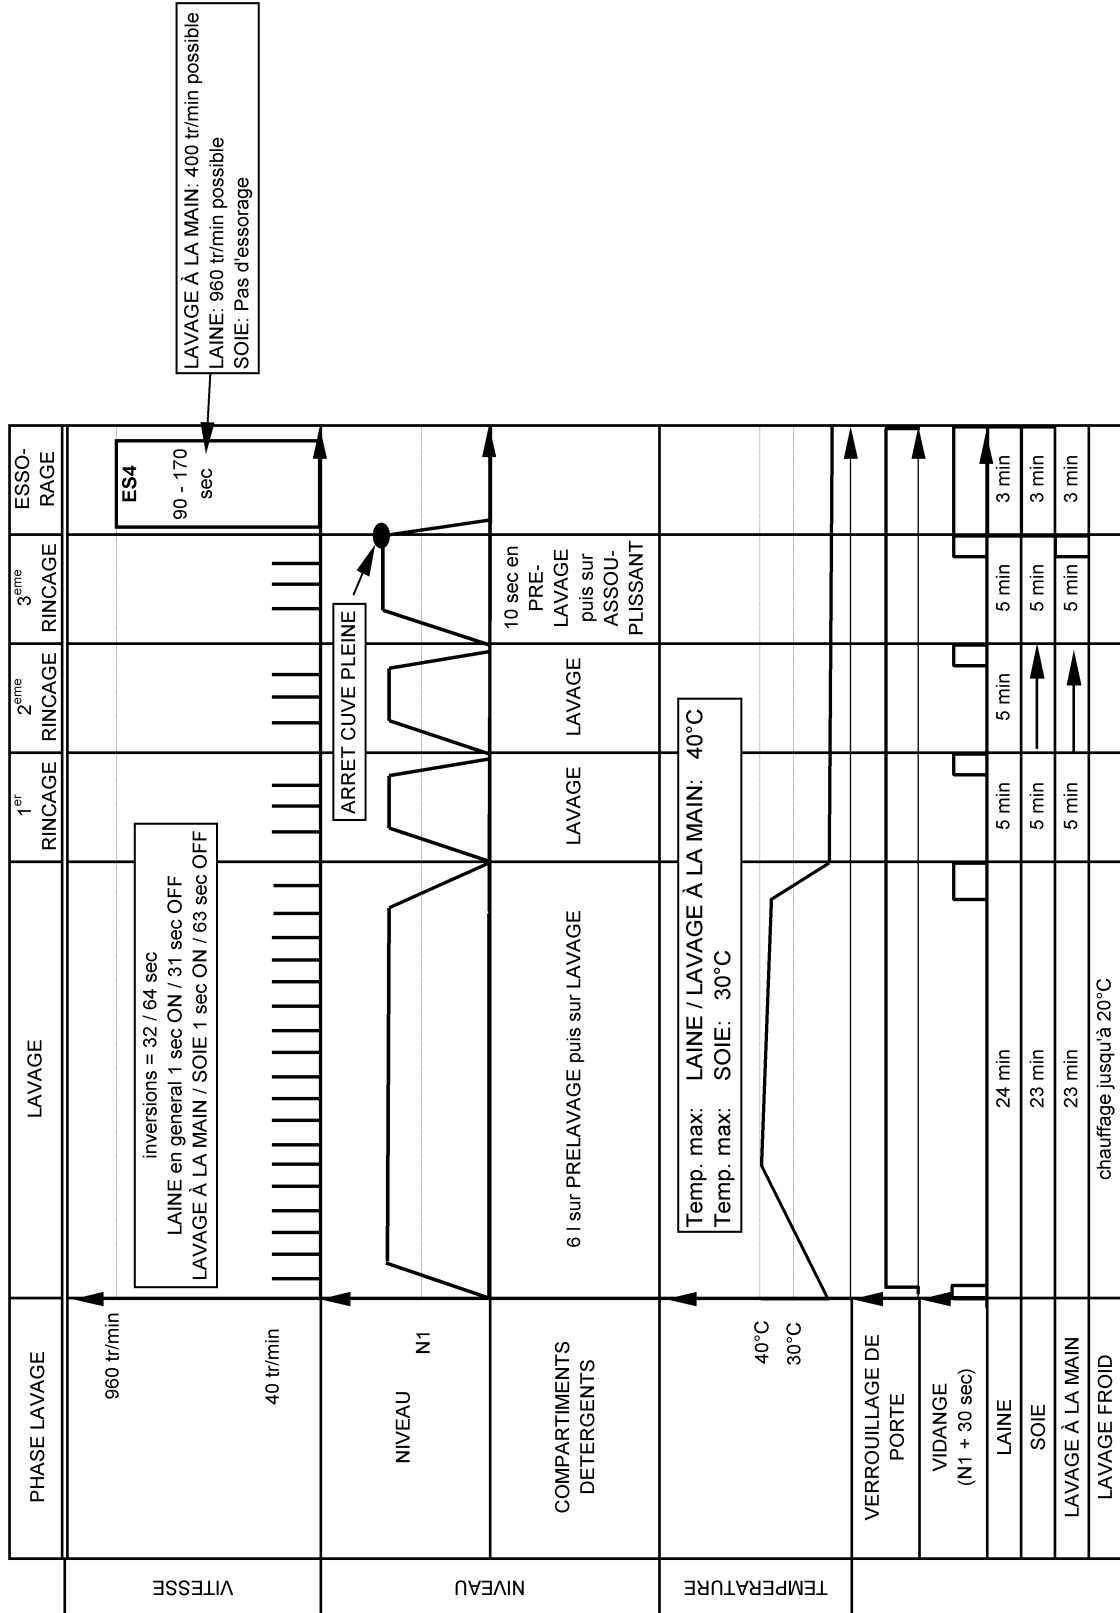 PHASE LAVAGE
LAVAGE
1er
RINCAGE
2eme
RINCAGE
3eme
RINCAGE
ESSO-
RAGE
VITESSE
960 tr/min
40 tr/min
inversions = 32 / 64 sec
LAINE en general 1 sec ON / 31 sec OFF
LAVAGE À LA MAIN / SOIE 1 sec ON / 63 sec OFF
ES4
90 - 170
sec
LAVAGE À LA MAIN: 400 tr/min possible
LAINE: 960 tr/min possible
SOIE: Pas d'essorage
NIVEAU
NIVEAU
N1
ARRET CUVE PLEINE
COMPARTIMENTS
DETERGENTS
6 l sur PRELAVAGE puis sur LAVAGE
LAVAGE
LAVAGE
10 sec en
PRE-
LAVAGE
puis sur
ASSOU-
PLISSANT
TEMPERATURE
40°C
30°C
Temp. max: LAINE / LAVAGE À LA MAIN: 40°C
Temp. max: SOIE: 30°C
VERROUILLAGE DE
PORTE
VIDANGE
(N1 + 30 sec)
LAINE 24 min 5 min 5 min 5 min 3 min
SOIE 23 min 5 min 5 min 3 min
LAVAGE À LA MAIN 23 min 5 min 5 min 3 min
LAVAGE FROID chauffage jusqu'à 20°C